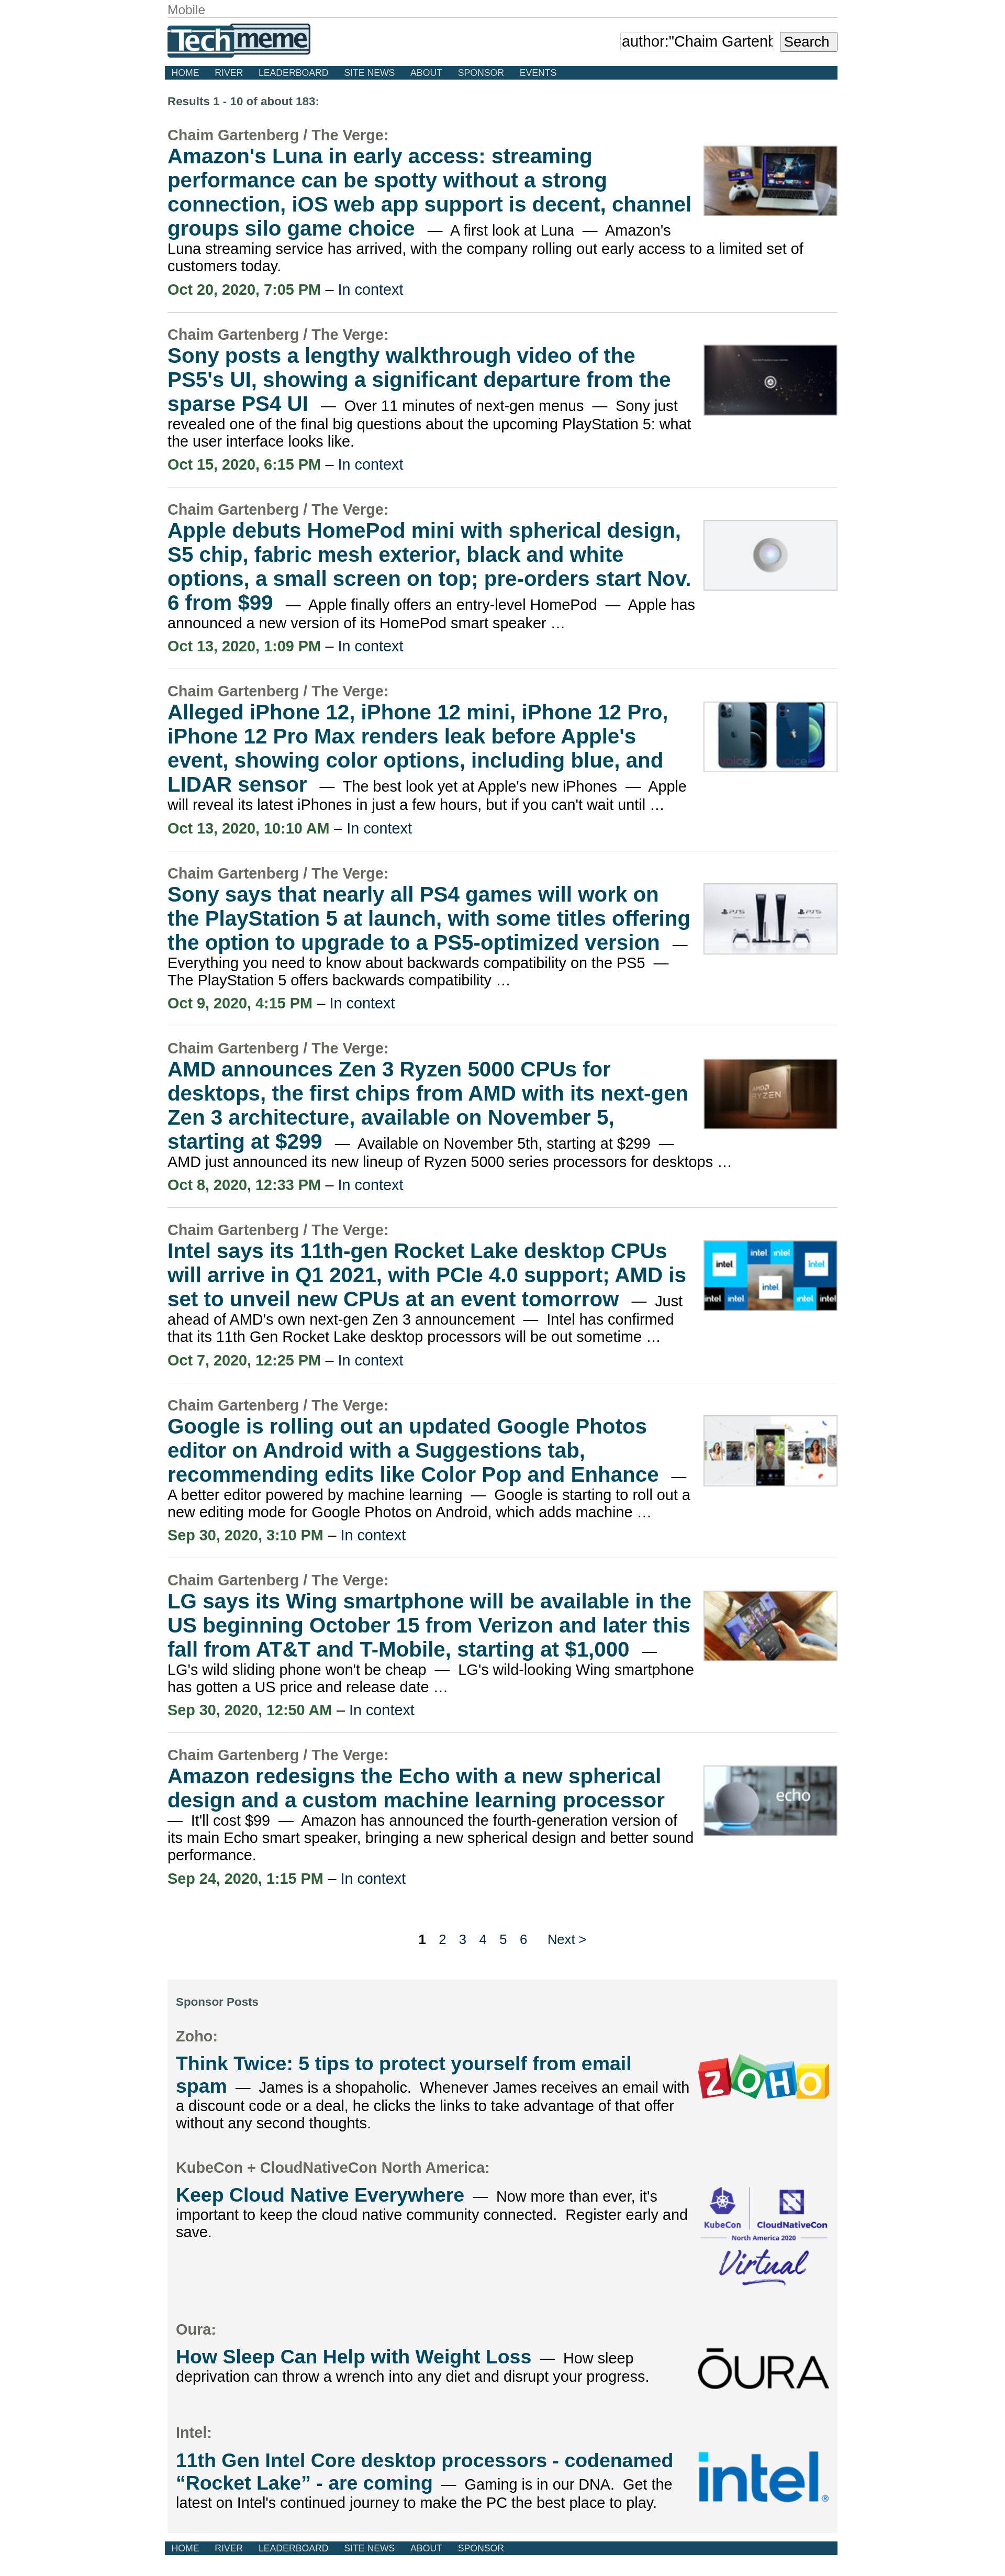 Mobile
Techmeme
author:"Chaim Gartenb
Search
HOME RIVER LEADERBOARD SITE NEWS ABOUT SPONSOR EVENTS
Results 1 - 10 of about 183:
Chaim Gartenberg / The Verge:
Amazon's Luna in early access: streaming
performance can be spotty without a strong
connection, iOS web app support is decent, channel
groups silo game choice — A first look at Luna — Amazon's
Luna streaming service has arrived, with the company rolling out early access to a limited set of
customers today.
Oct 20, 2020, 7:05 PM – In context
Chaim Gartenberg / The Verge:
Sony posts a lengthy walkthrough video of the
PS5's UI, showing a significant departure from the
sparse PS4 UI — Over 11 minutes of next-gen menus — Sony just
revealed one of the final big questions about the upcoming PlayStation 5: what
the user interface looks like.
Oct 15, 2020, 6:15 PM – In context
Chaim Gartenberg / The Verge:
Apple debuts HomePod mini with spherical design,
S5 chip, fabric mesh exterior, black and white
options, a small screen on top; pre-orders start Nov.
6 from $99 — Apple finally offers an entry-level HomePod — Apple has
announced a new version of its HomePod smart speaker …
Oct 13, 2020, 1:09 PM – In context
Chaim Gartenberg / The Verge:
Alleged iPhone 12, iPhone 12 mini, iPhone 12 Pro,
iPhone 12 Pro Max renders leak before Apple's
event, showing color options, including blue, and
LIDAR sensor — The best look yet at Apple's new iPhones — Apple
will reveal its latest iPhones in just a few hours, but if you can't wait until …
Oct 13, 2020, 10:10 AM – In context
Chaim Gartenberg / The Verge:
Sony says that nearly all PS4 games will work on
the PlayStation 5 at launch, with some titles offering
the option to upgrade to a PS5-optimized version —
Everything you need to know about backwards compatibility on the PS5 —
The PlayStation 5 offers backwards compatibility …
PS5 PS5
Oct 9, 2020, 4:15 PM – In context
Chaim Gartenberg / The Verge:
AMD announces Zen 3 Ryzen 5000 CPUs for
desktops, the first chips from AMD with its next-gen
Zen 3 architecture, available on November 5,
starting at $299 — Available on November 5th, starting at $299 —
AMD just announced its new lineup of Ryzen 5000 series processors for desktops …
AMD
RYZEN
Oct 8, 2020, 12:33 PM – In context
Chaim Gartenberg / The Verge:
Intel says its 11th-gen Rocket Lake desktop CPUs
will arrive in Q1 2021, with PCIe 4.0 support; AMD is
set to unveil new CPUs at an event tomorrow — Just
ahead of AMD's own next-gen Zen 3 announcement — Intel has confirmed
that its 11th Gen Rocket Lake desktop processors will be out sometime …
intel intel
intel intel
intel
intel intel intel intel
Oct 7, 2020, 12:25 PM – In context
Chaim Gartenberg / The Verge:
Google is rolling out an updated Google Photos
editor on Android with a Suggestions tab,
recommending edits like Color Pop and Enhance —
A better editor powered by machine learning — Google is starting to roll out a
new editing mode for Google Photos on Android, which adds machine …
Sep 30, 2020, 3:10 PM – In context
Chaim Gartenberg / The Verge:
LG says its Wing smartphone will be available in the
US beginning October 15 from Verizon and later this
fall from AT&T and T-Mobile, starting at $1,000 —
LG's wild sliding phone won't be cheap — LG's wild-looking Wing smartphone
has gotten a US price and release date …
Sep 30, 2020, 12:50 AM – In context
Chaim Gartenberg / The Verge:
Amazon redesigns the Echo with a new spherical
design and a custom machine learning processor
— It'll cost $99 — Amazon has announced the fourth-generation version of
its main Echo smart speaker, bringing a new spherical design and better sound
performance.
echo
Sep 24, 2020, 1:15 PM – In context
1 2 3 4 5 6 Next >
Sponsor Posts
Zoho:
Think Twice: 5 tips to protect yourself from email
spam — James is a shopaholic. Whenever James receives an email with
a discount code or a deal, he clicks the links to take advantage of that offer
without any second thoughts.
ZOHO
KubeCon + CloudNativeCon North America:
Keep Cloud Native Everywhere — Now more than ever, it's
important to keep the cloud native community connected. Register early and
save.
KubeCon CloudNativeCon
North America 2020
Virtual
Oura:
How Sleep Can Help with Weight Loss — How sleep
deprivation can throw a wrench into any diet and disrupt your progress.
ŌURA
Intel:
11th Gen Intel Core desktop processors - codenamed
“Rocket Lake” - are coming — Gaming is in our DNA. Get the
latest on Intel's continued journey to make the PC the best place to play.
intel®
HOME RIVER LEADERBOARD SITE NEWS ABOUT SPONSOR